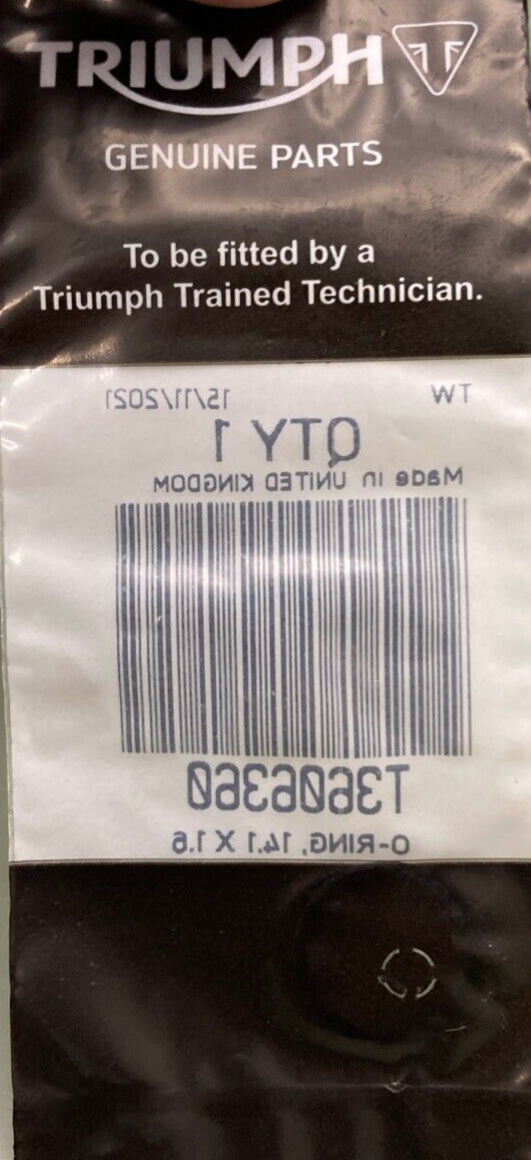 TRIUMPH
GENUINE PARTS
To be fitted by a
Triumph Trained Technician.
TW 15/11/2021
QTY 1
Made in UNITED KINGDOM
T3606360
O-RING, 14.1 X 1.6